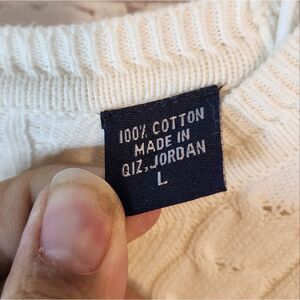 100% COTTON
MADE IN
QIZ, JORDAN
L